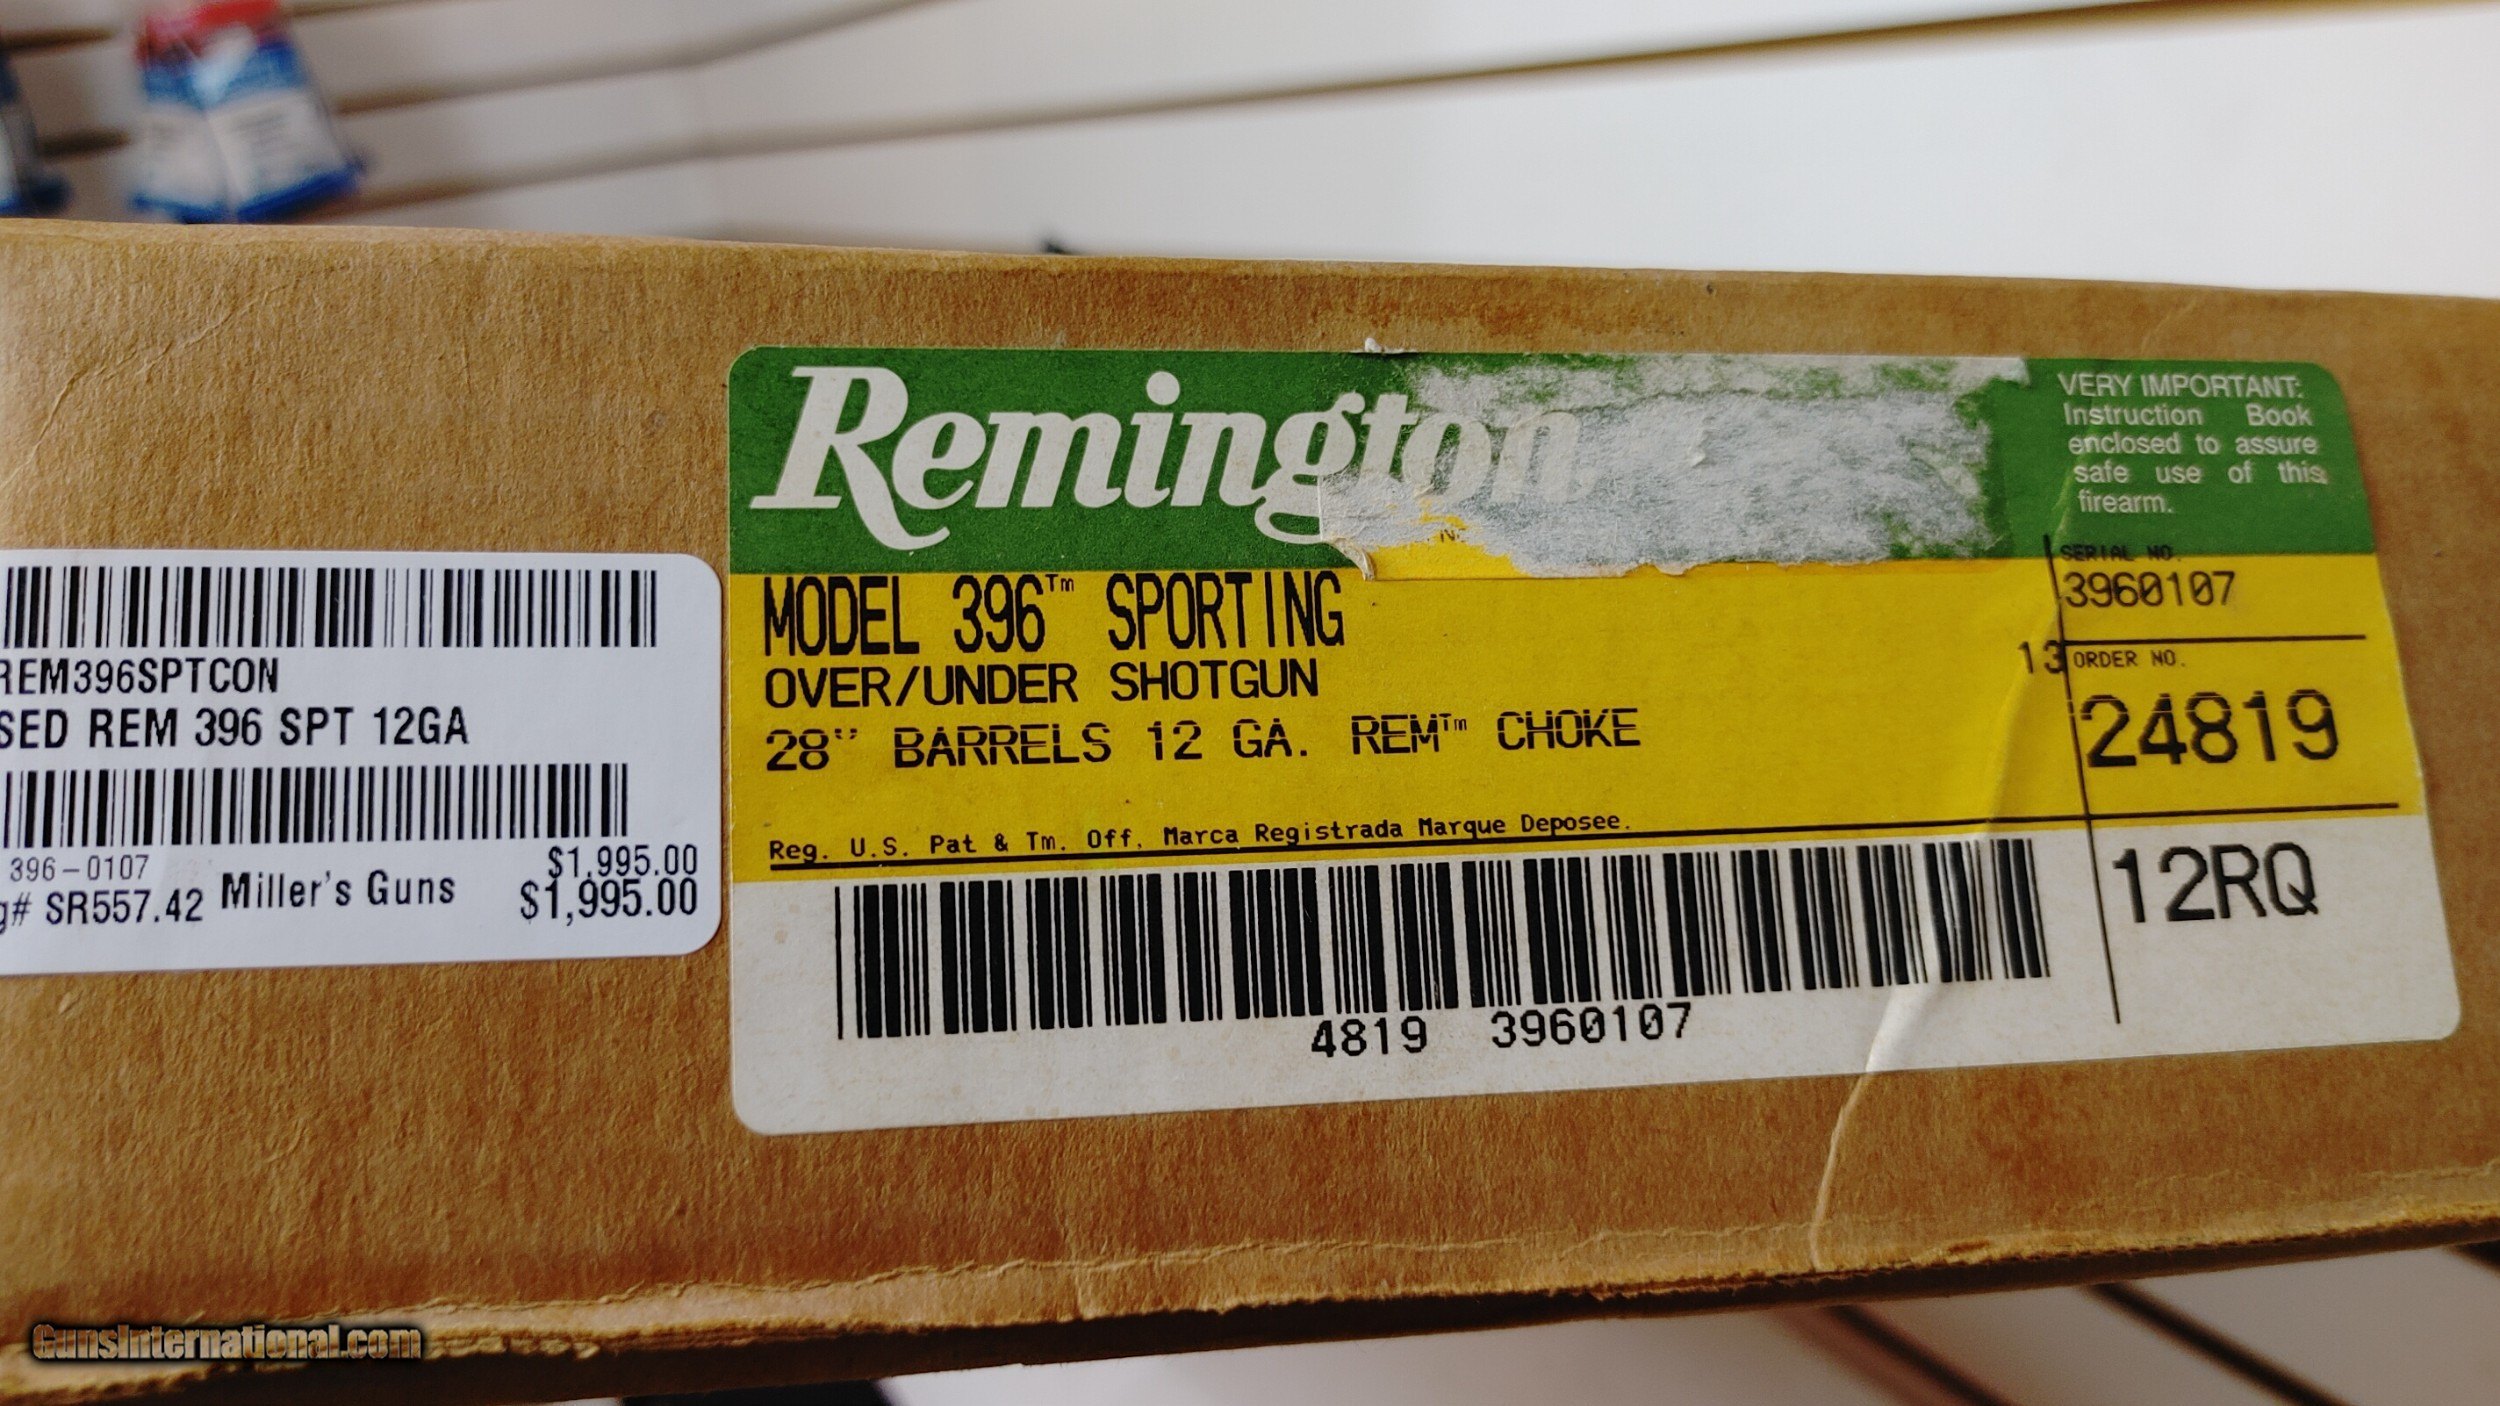 Remington
VERY IMPORTANT:
Instruction Book
enclosed to assure
safe use of this
firearm.
MODEL 396™ SPORTING
OVER/UNDER SHOTGUN
28" BARRELS 12 GA. REM™ CHOKE
Reg. U.S. Pat & Tm. Off. Marca Registrada Marque Deposee.
SERIAL NO.
3960107
13
ORDER NO.
24819
12RQ
4819 3960107
REM396SPTCON
SED REM 396 SPT 12GA
396-0107 $1,995.00
g# SR557.42 Miller's Guns $1,995.00
GunsInternational.com